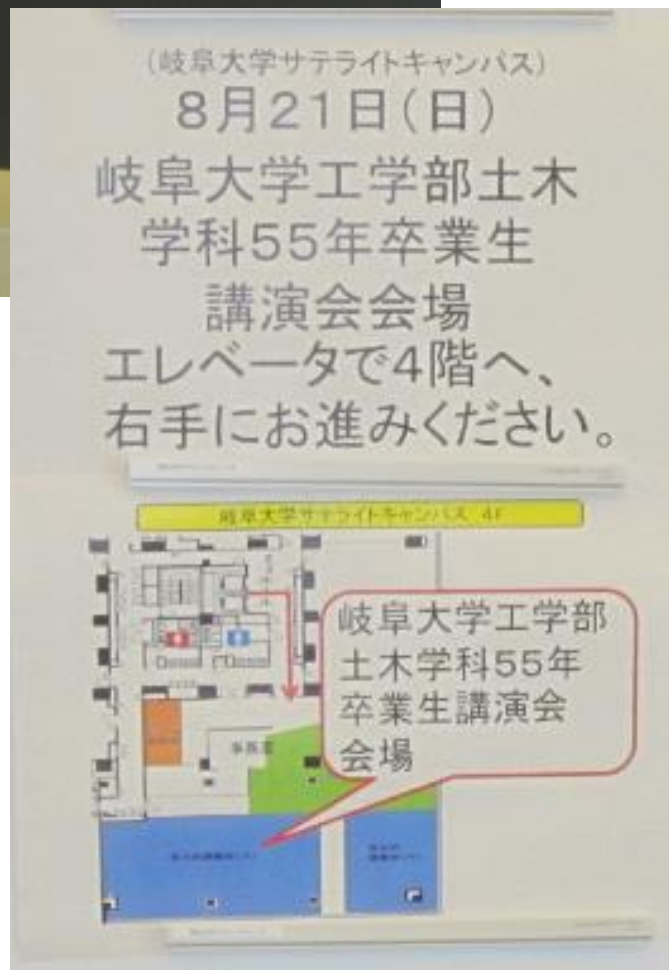 (岐阜大学サテライトキャンパス)
8月21日(日)
岐阜大学工学部土木
学科55年卒業生
講演会会場
エレベータで4階へ、
右手にお進みください。
岐阜大学サテライトキャンパス 4F
岐阜大学工学部
土木学科55年
卒業生講演会
会場
事務室